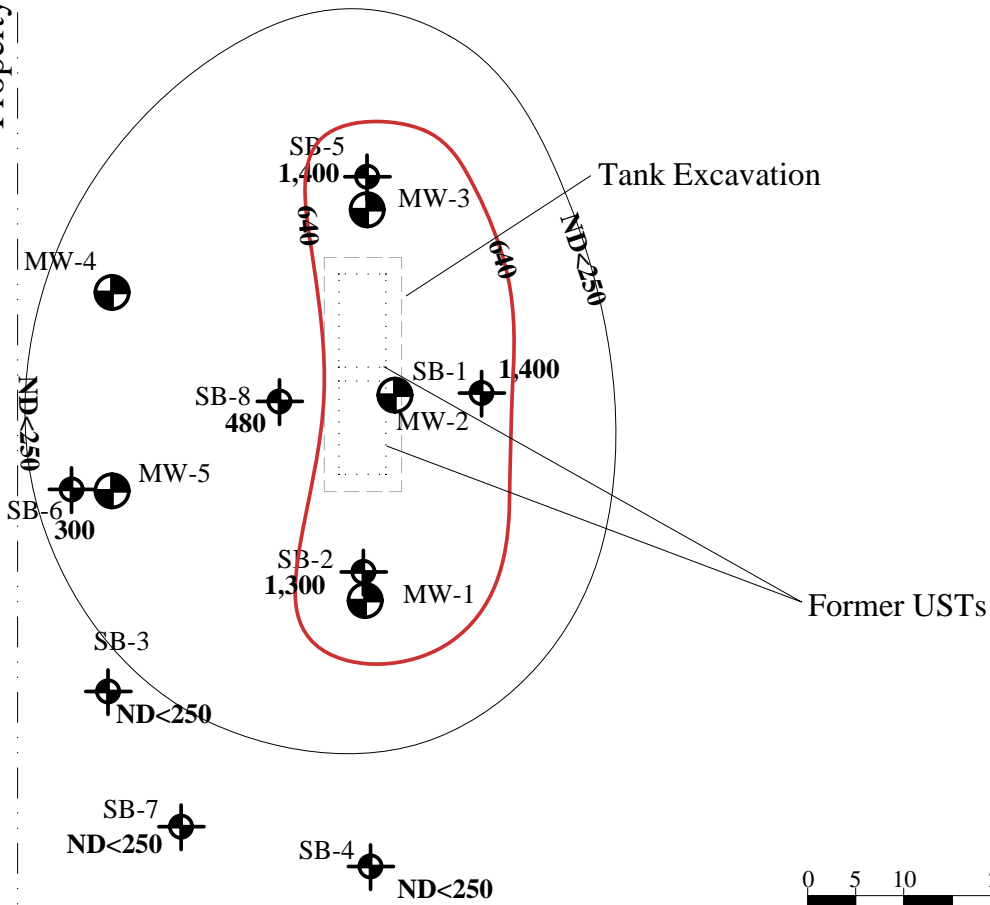 Property
SB-5
1,400
MW-3
Tank Excavation
640
640
ND<250
MW-4
SB-1
1,400
SB-8
480
MW-2
ND<250
MW-5
SB-6
300
SB-2
1,300
MW-1
Former USTs
SB-3
ND<250
SB-7
ND<250
SB-4
ND<250
0 5 10